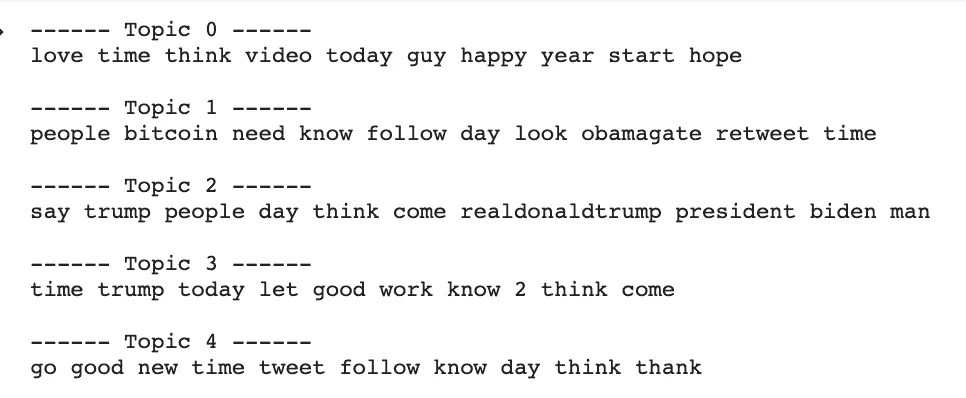 ------ Topic 0 ------
love time think video today guy happy year start hope
------ Topic 1 ------
people bitcoin need know follow day look obamagate retweet time
------ Topic 2 ------
say trump people day think come realdonaldtrump president biden man
------ Topic 3 ------
time trump today let good work know 2 think come
------ Topic 4 ------
go good new time tweet follow know day think thank